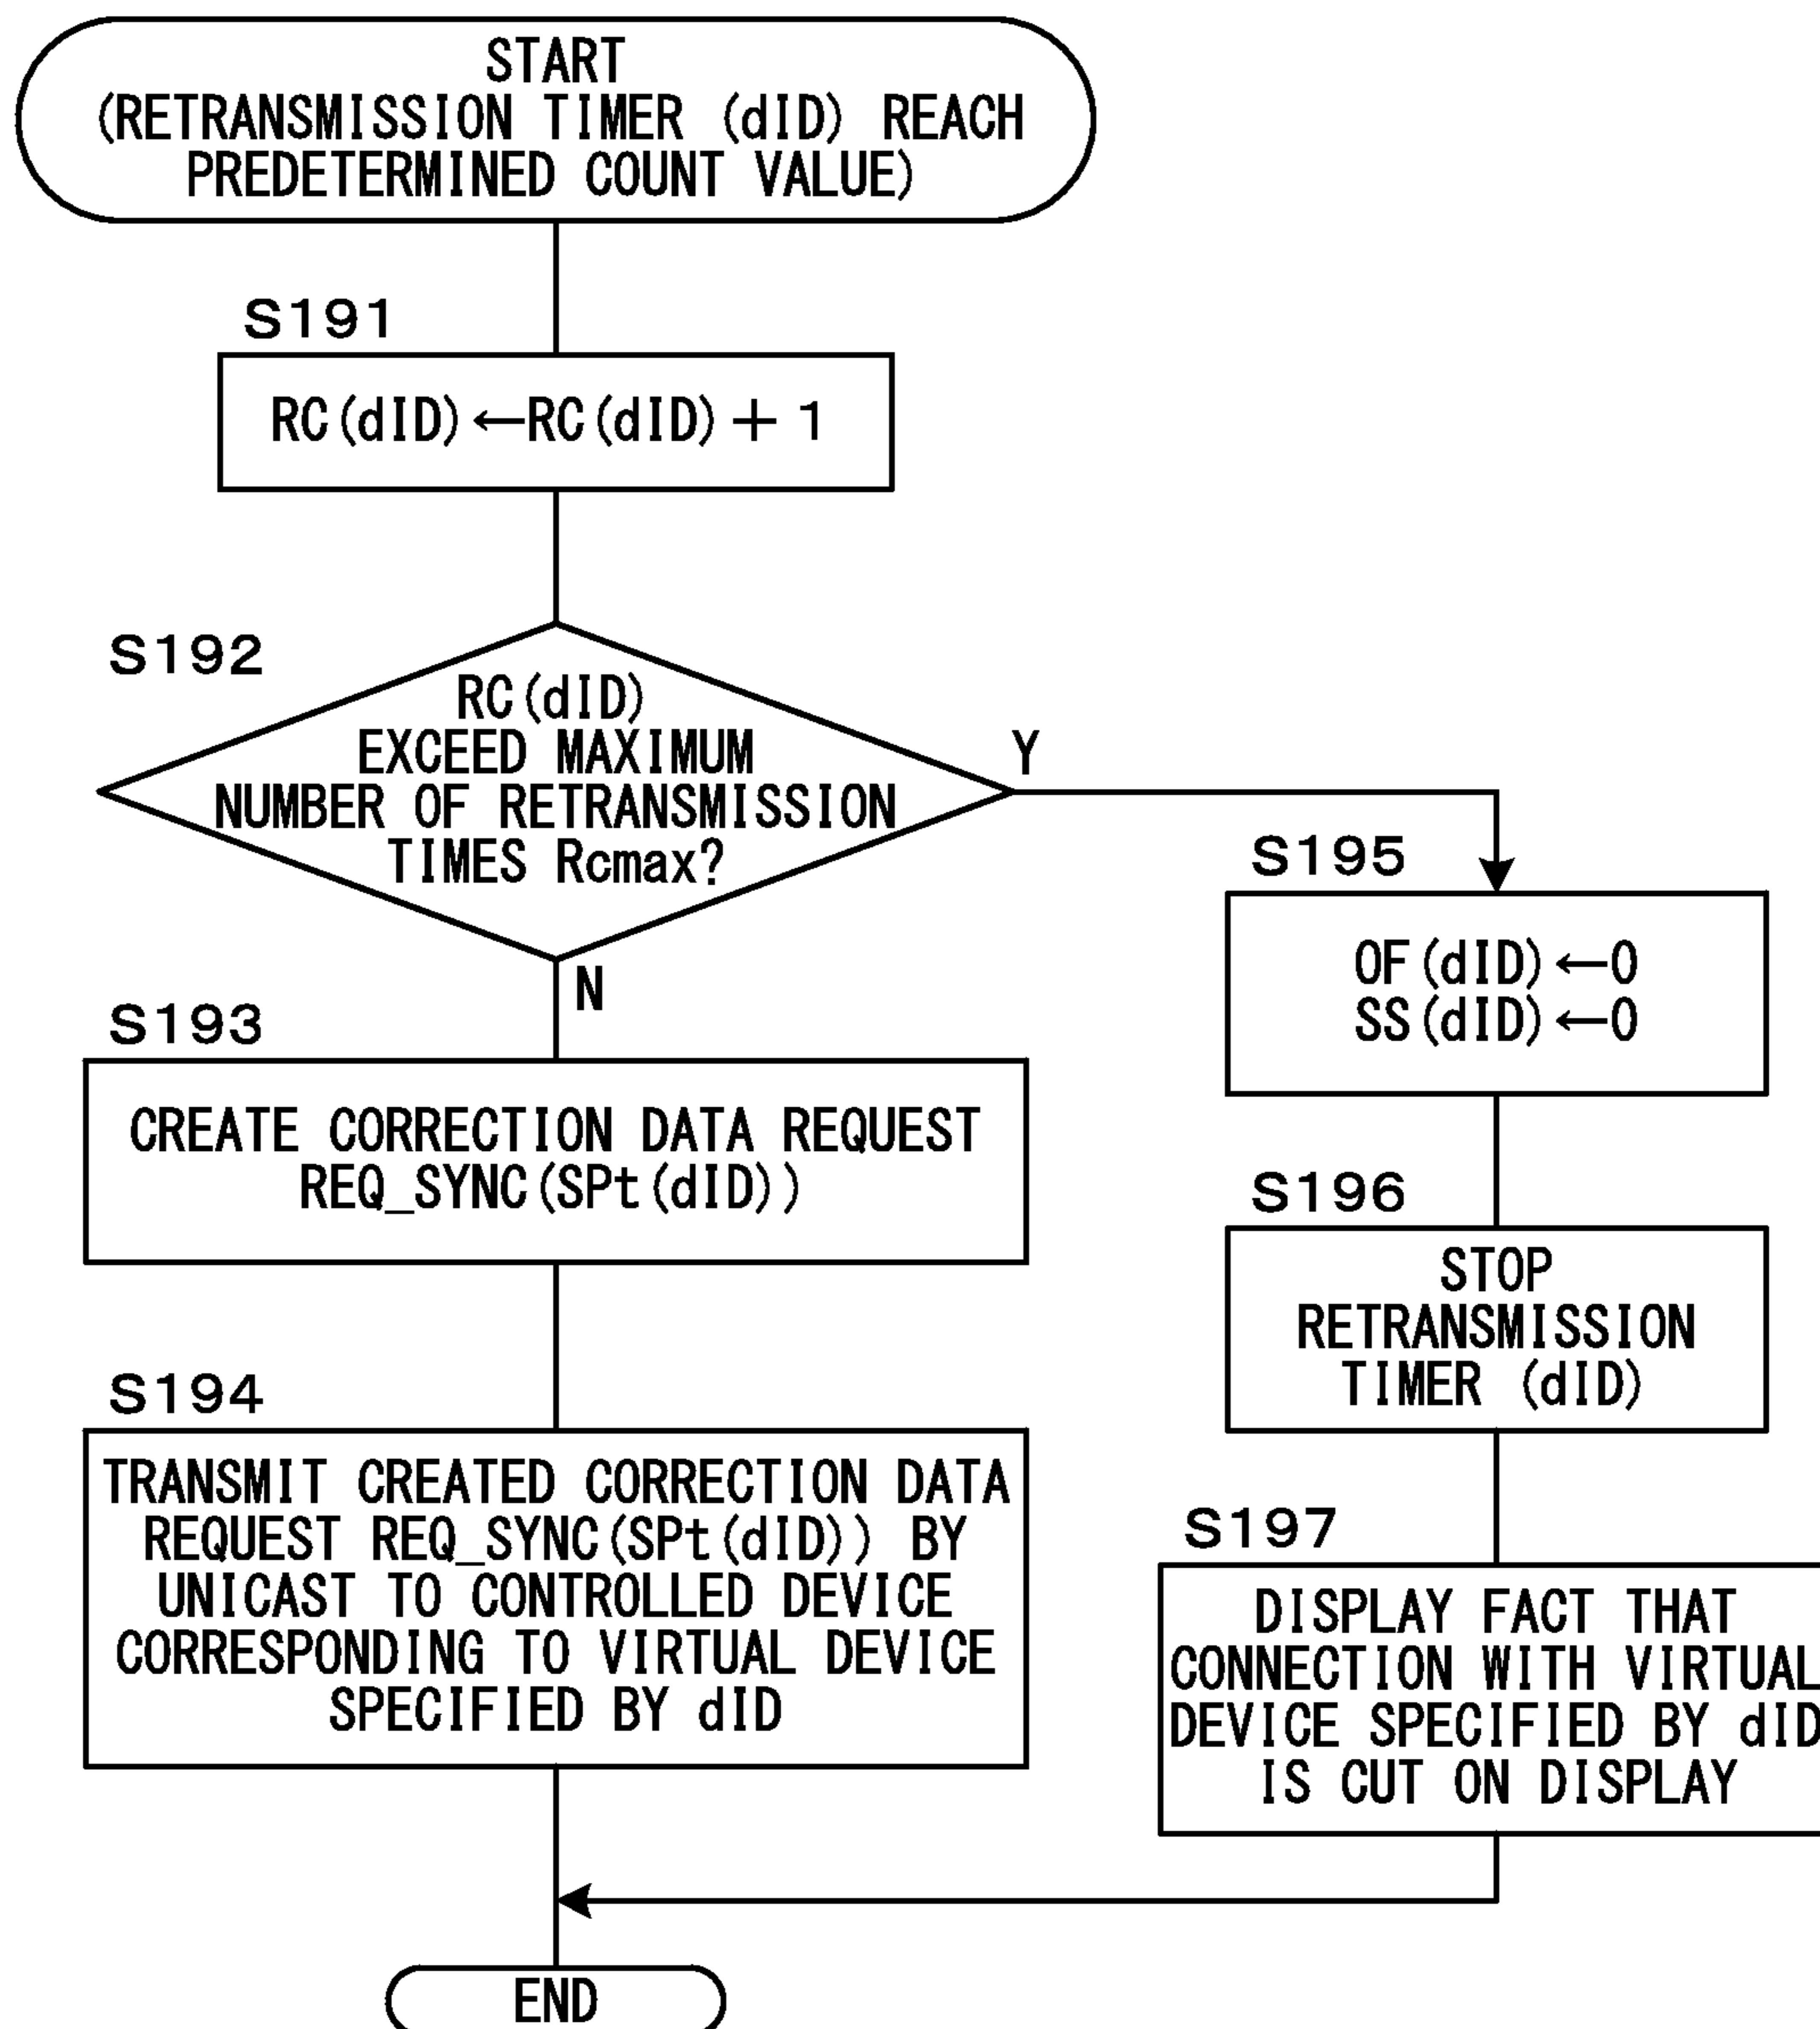 START
(RETRANSMISSION TIMER (dID) REACH
PREDETERMINED COUNT VALUE)
S191
RC(dID)←RC(dID)+1
S192
RC(dID)
EXCEED MAXIMUM
NUMBER OF RETRANSMISSION
TIMES Rcmax?
Y
N
S193
CREATE CORRECTION DATA REQUEST
REQ_SYNC(SPt(dID))
S194
TRANSMIT CREATED CORRECTION DATA
REQUEST REQ_SYNC(SPt(dID)) BY
UNICAST TO CONTROLLED DEVICE
CORRESPONDING TO VIRTUAL DEVICE
SPECIFIED BY dID
S195
OF(dID)←0
SS(dID)←0
S196
STOP
RETRANSMISSION
TIMER (dID)
S197
DISPLAY FACT THAT
CONNECTION WITH VIRTUAL
DEVICE SPECIFIED BY dID
IS CUT ON DISPLAY
END